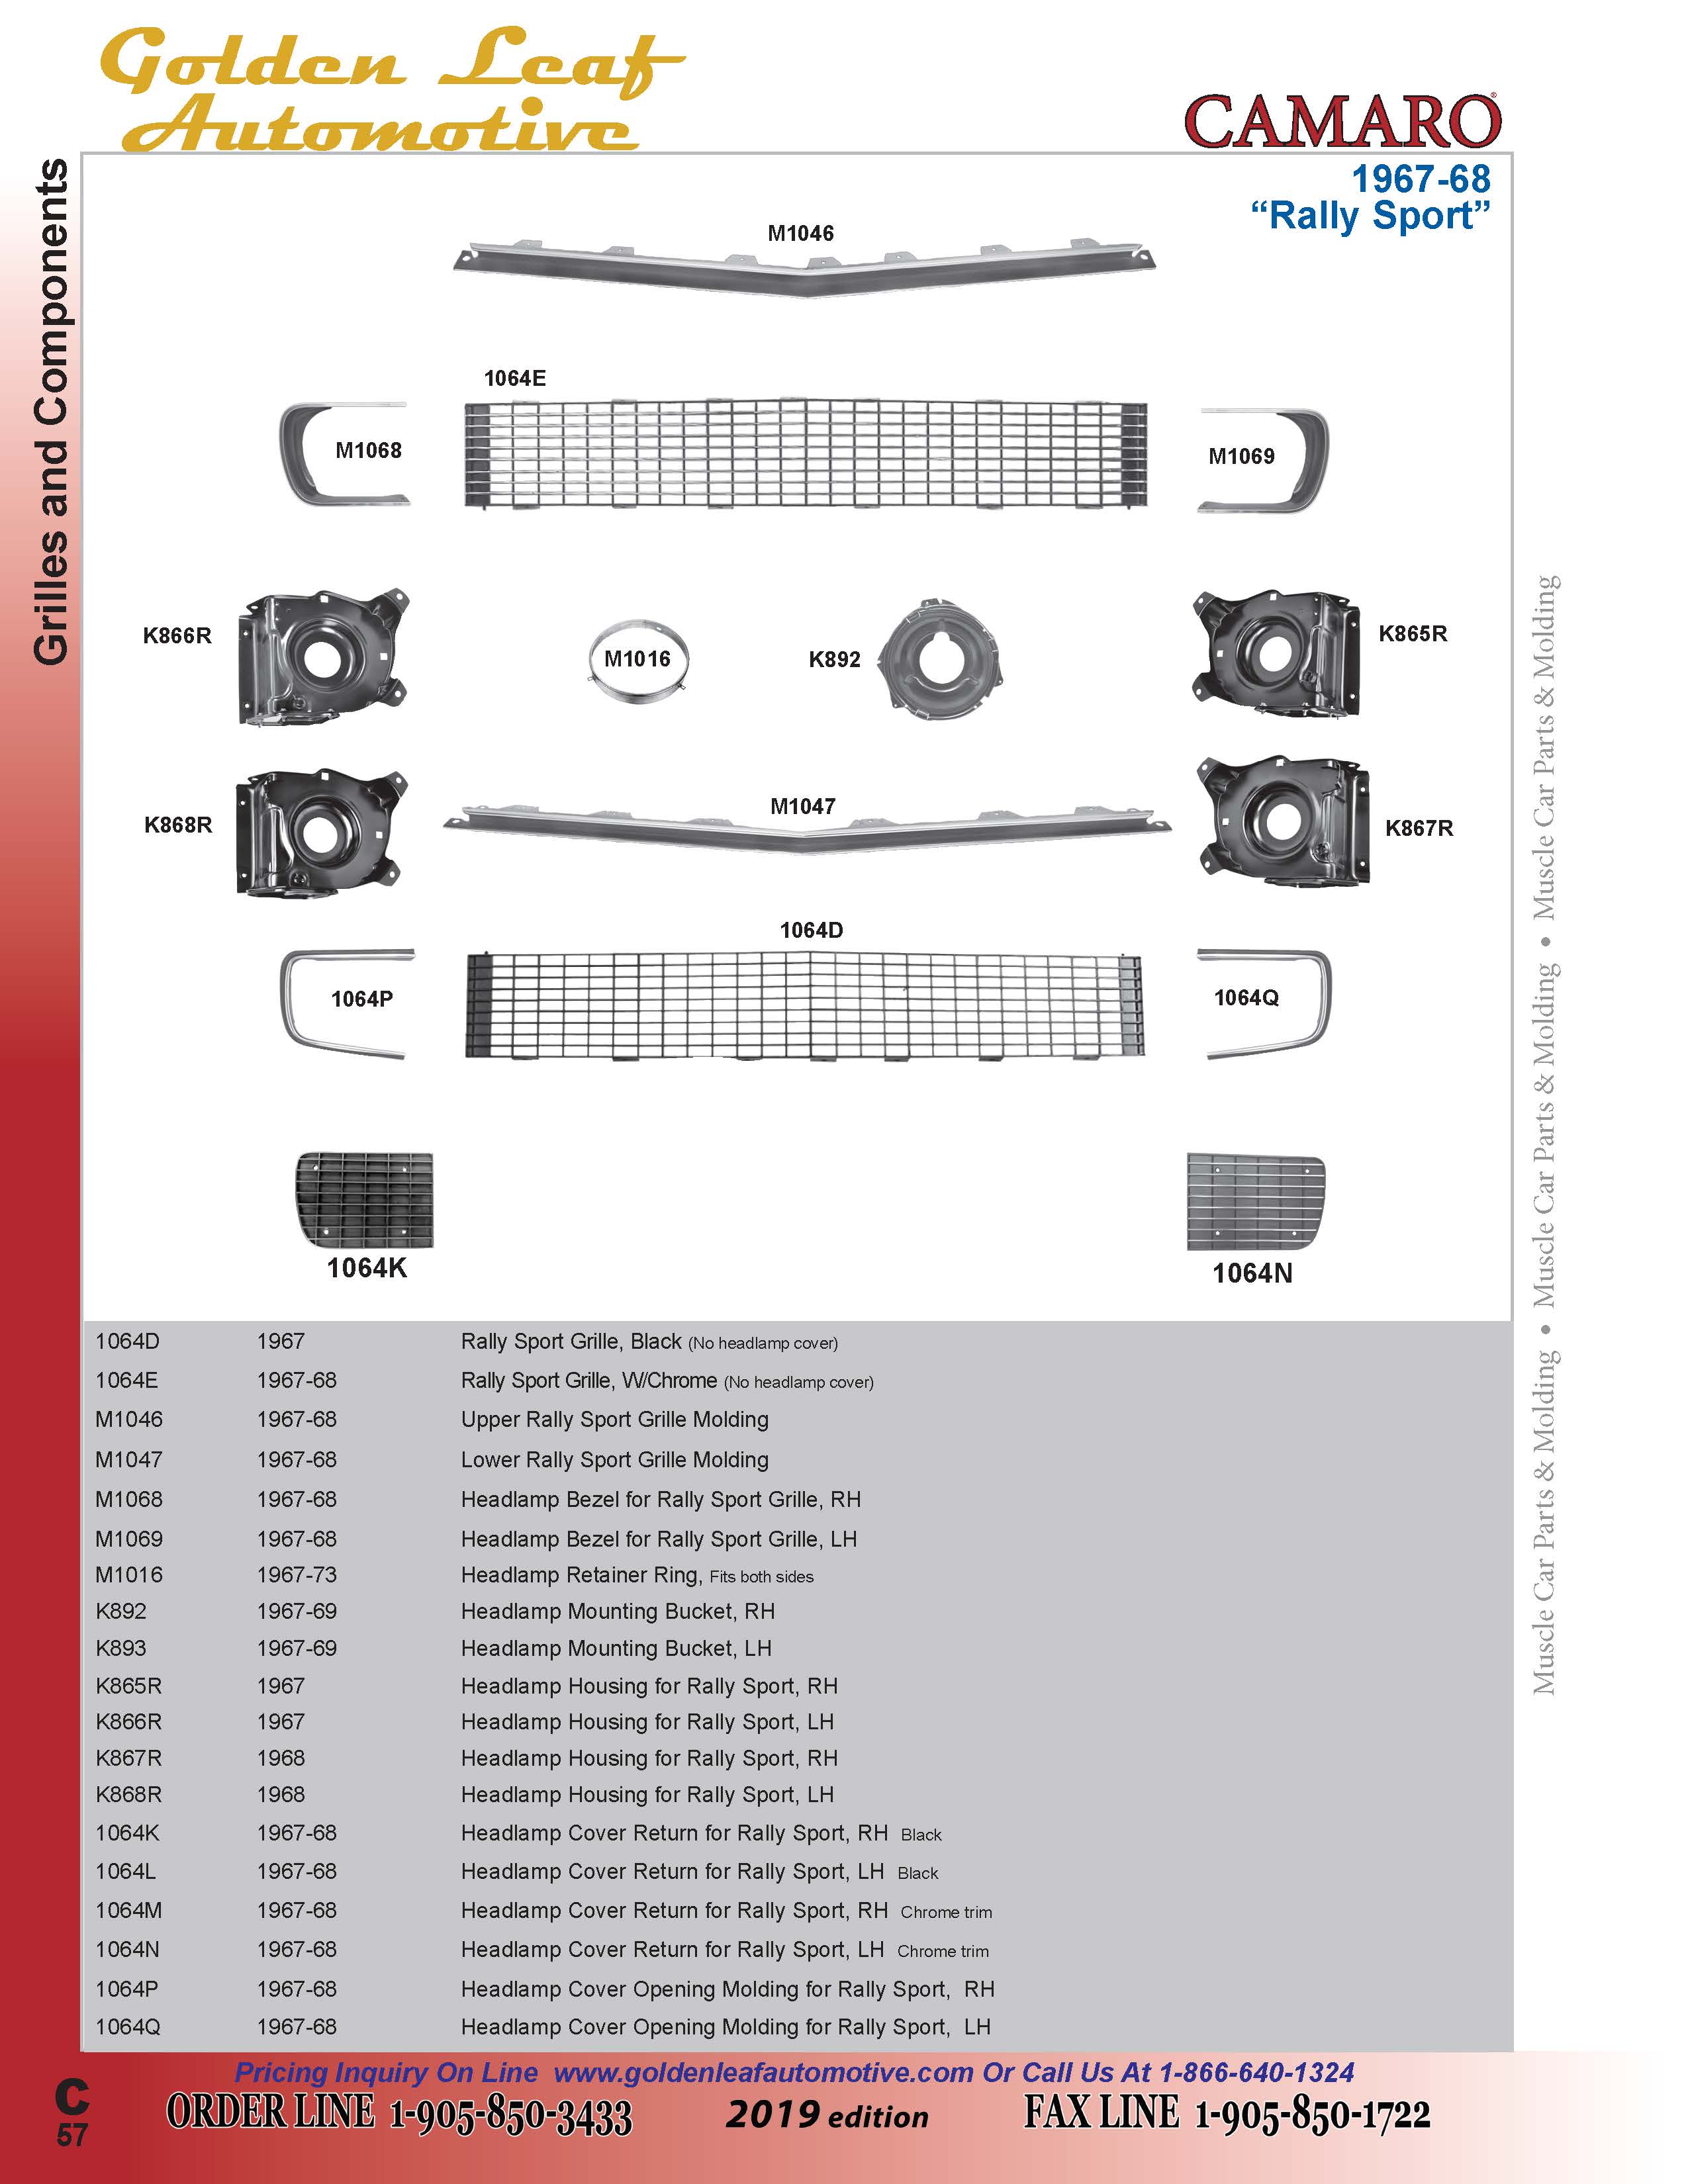 Golden Leaf
Automotive
CAMARO®
1967-68
“Rally Sport”
Grilles and Components
M1046
1064E
M1068
M1069
K866R
M1016
K892
K865R
K868R
M1047
K867R
1064D
1064P
1064Q
1064K
1064N
1064D 1967 Rally Sport Grille, Black (No headlamp cover)
1064E 1967-68 Rally Sport Grille, W/Chrome (No headlamp cover)
M1046 1967-68 Upper Rally Sport Grille Molding
M1047 1967-68 Lower Rally Sport Grille Molding
M1068 1967-68 Headlamp Bezel for Rally Sport Grille, RH
M1069 1967-68 Headlamp Bezel for Rally Sport Grille, LH
M1016 1967-73 Headlamp Retainer Ring, Fits both sides
K892 1967-69 Headlamp Mounting Bucket, RH
K893 1967-69 Headlamp Mounting Bucket, LH
K865R 1967 Headlamp Housing for Rally Sport, RH
K866R 1967 Headlamp Housing for Rally Sport, LH
K867R 1968 Headlamp Housing for Rally Sport, RH
K868R 1968 Headlamp Housing for Rally Sport, LH
1064K 1967-68 Headlamp Cover Return for Rally Sport, RH Black
1064L 1967-68 Headlamp Cover Return for Rally Sport, LH Black
1064M 1967-68 Headlamp Cover Return for Rally Sport, RH Chrome trim
1064N 1967-68 Headlamp Cover Return for Rally Sport, LH Chrome trim
1064P 1967-68 Headlamp Cover Opening Molding for Rally Sport, RH
1064Q 1967-68 Headlamp Cover Opening Molding for Rally Sport, LH
Muscle Car Parts & Molding • Muscle Car Parts & Molding • Muscle Car Parts & Molding
Pricing Inquiry On Line www.goldenleafautomotive.com Or Call Us At 1-866-640-1324
C
57
ORDER LINE 1-905-850-3433 2019 edition FAX LINE 1-905-850-1722